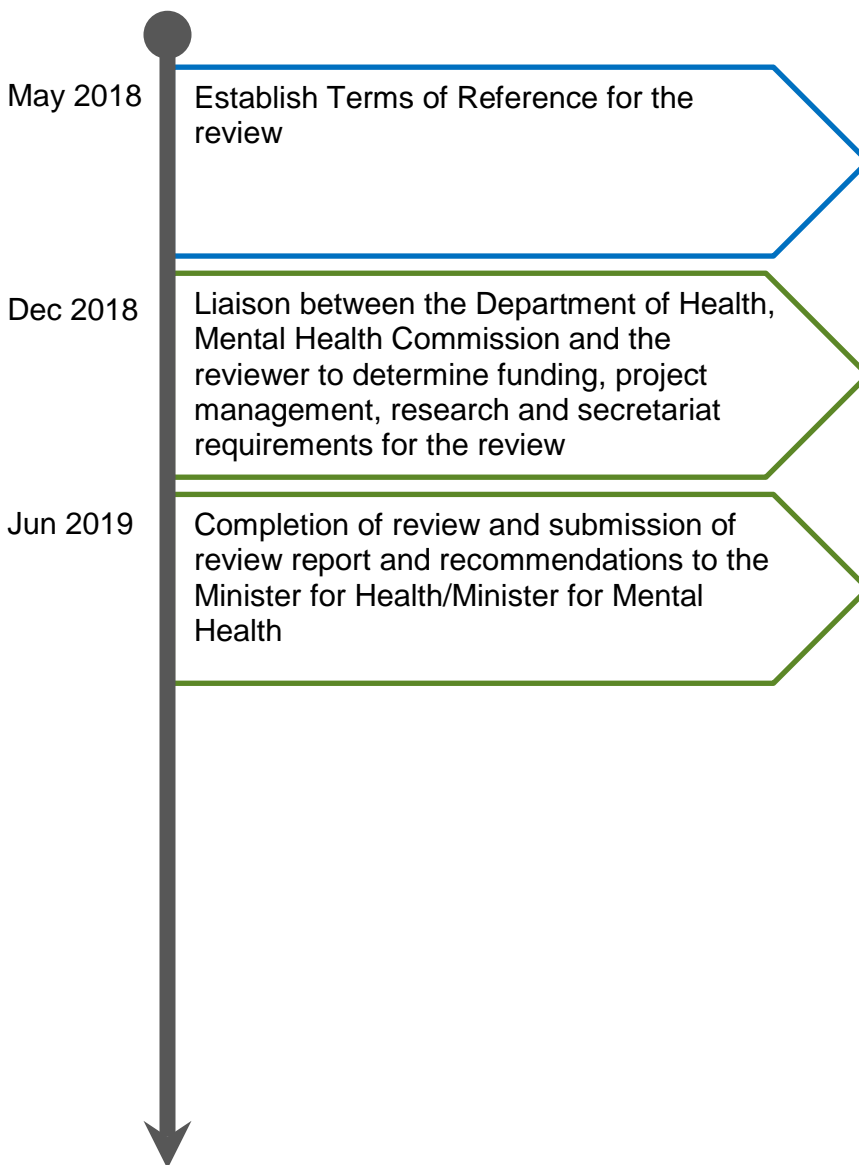 May 2018
Establish Terms of Reference for the
review
Dec 2018
Liaison between the Department of Health,
Mental Health Commission and the
reviewer to determine funding, project
management, research and secretariat
requirements for the review
Jun 2019
Completion of review and submission of
review report and recommendations to the
Minister for Health/Minister for Mental
Health